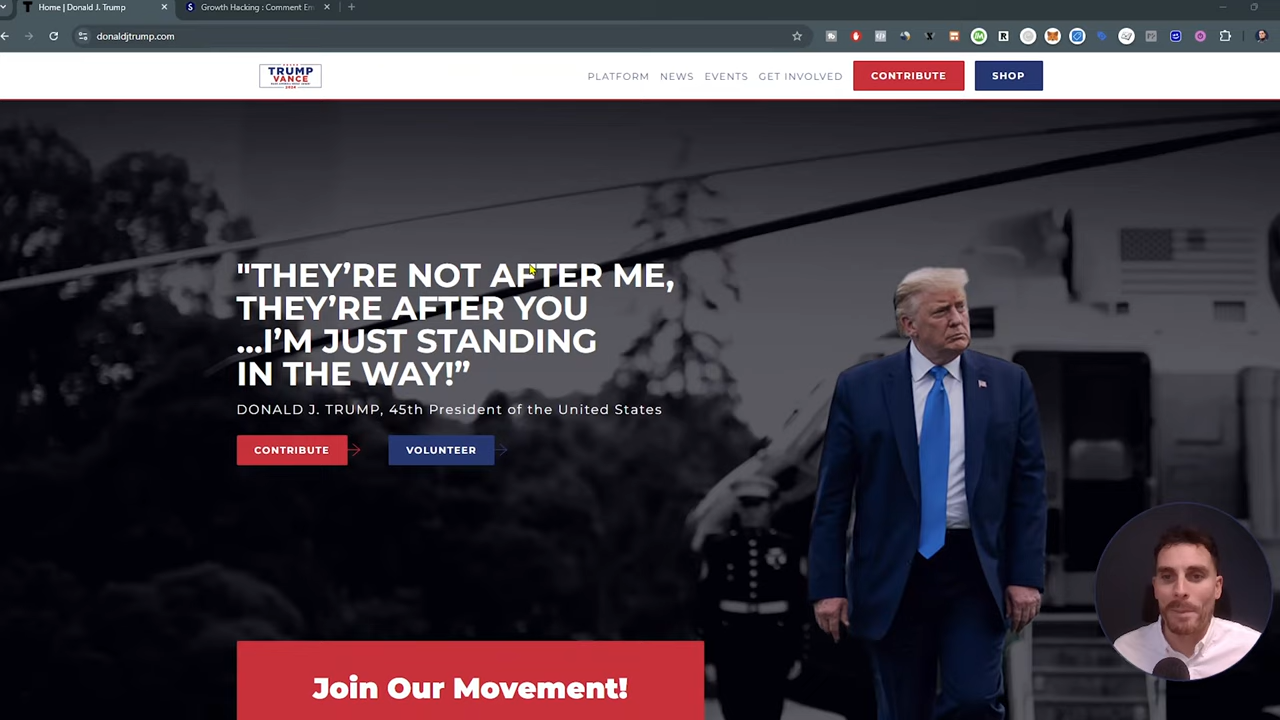 Home | Donald J. Trump
Growth Hacking : Comment Em
donaldjtrump.com
TRUMP
VANCE
PLATFORM NEWS EVENTS GET INVOLVED CONTRIBUTE SHOP
"THEY’RE NOT AFTER ME,
THEY’RE AFTER YOU
...I’M JUST STANDING
IN THE WAY!”
DONALD J. TRUMP, 45th President of the United States
CONTRIBUTE VOLUNTEER
Join Our Movement!